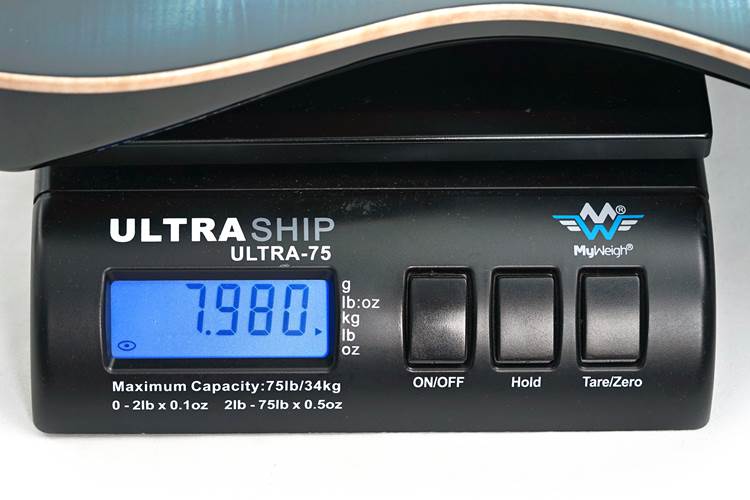 ULTRASHIP
ULTRA-75
MW®
MyWeigh®
7.980
g
lb:oz
kg
lb
oz
Maximum Capacity:75lb/34kg
0 - 2lb x 0.1oz 2lb - 75lb x 0.5oz
ON/OFF
Hold
Tare/Zero